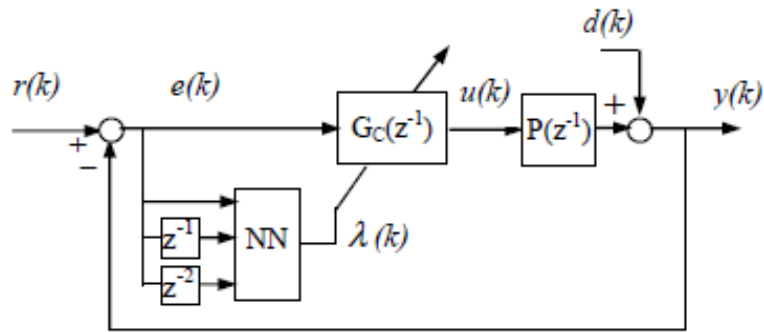 d(k)
r(k) e(k) u(k) y(k)
+ − G_C(z⁻¹) P(z⁻¹) +
z⁻¹ NN λ(k)
z⁻²